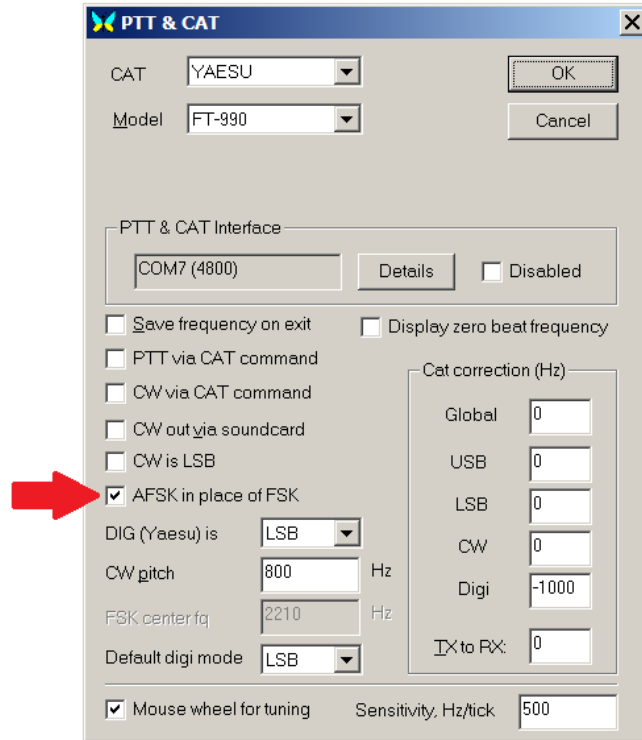 PTT & CAT
CAT YAESU OK
Model FT-990 Cancel
PTT & CAT Interface
COM7 (4800) Details Disabled
Save frequency on exit Display zero beat frequency
PTT via CAT command
CW via CAT command
CW out via soundcard
CW is LSB
AFSK in place of FSK
DIG (Yaesu) is LSB
CW pitch 800 Hz
FSK center fq 2210 Hz
Default digi mode LSB
Cat correction (Hz)
Global 0
USB 0
LSB 0
CW 0
Digi -1000
TX to RX: 0
Mouse wheel for tuning Sensitivity, Hz/tick 500